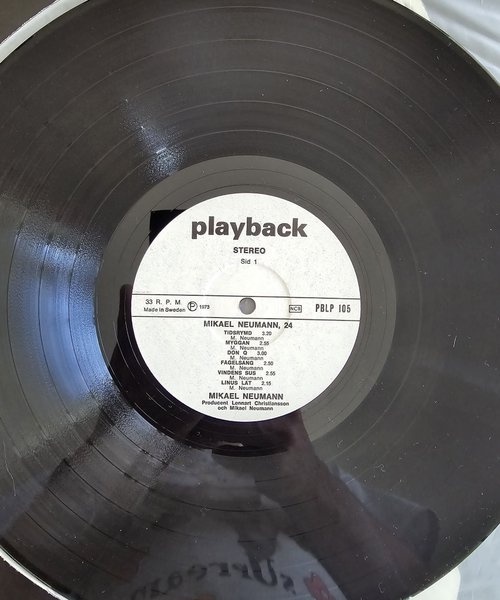 playback
STEREO
Sid 1
33 R. P. M.
Made in Sweden Ⓟ 1973
NCB PBLP 105
MIKAEL NEUMANN, 24
TIDSRYMD 3.20
M. Neumann
MYGGAN 2.55
M. Neumann
DON Q 3.00
M. Neumann
FÅGELSÅNG 2.50
M. Neumann
VINDENS SUS 2.55
M. Neumann
LINUS LÅT 2.15
M. Neumann
MIKAEL NEUMANN
Producent Lennart Christiansson
och Mikael Neumann